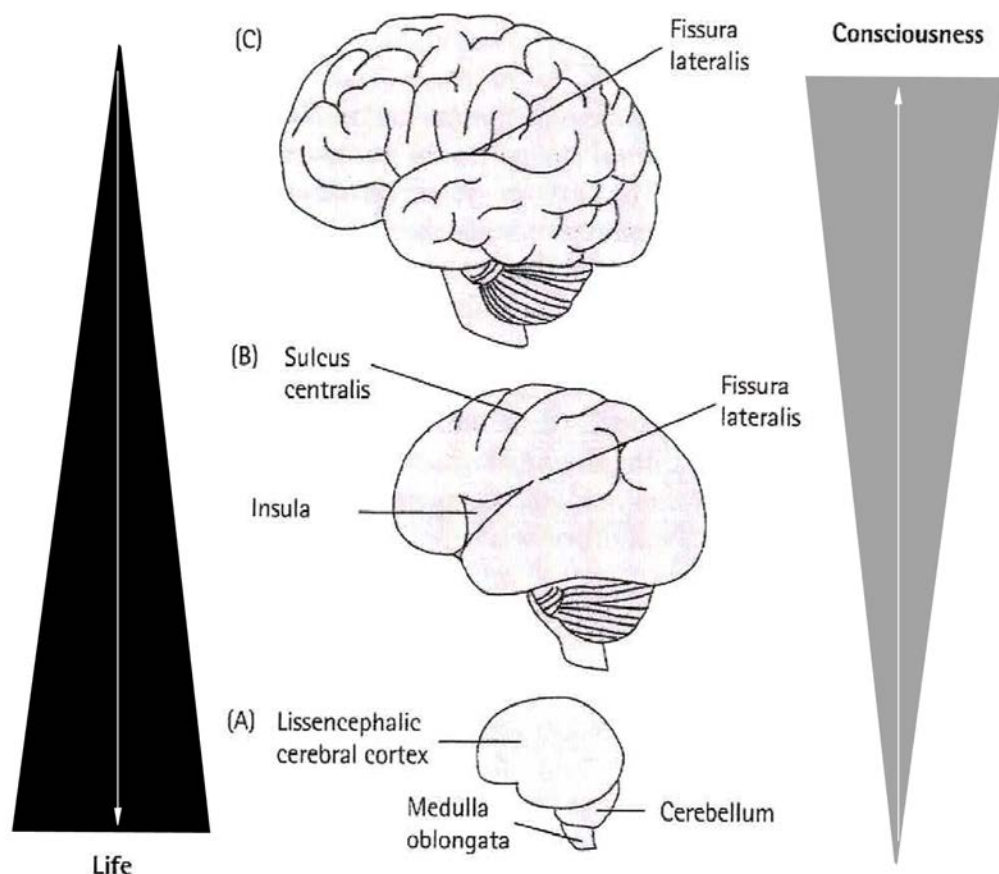 (C)
Fissura
lateralis
Consciousness
(B)
Sulcus
centralis
Fissura
lateralis
Insula
(A)
Lissencephalic
cerebral cortex
Medulla
oblongata
Cerebellum
Life